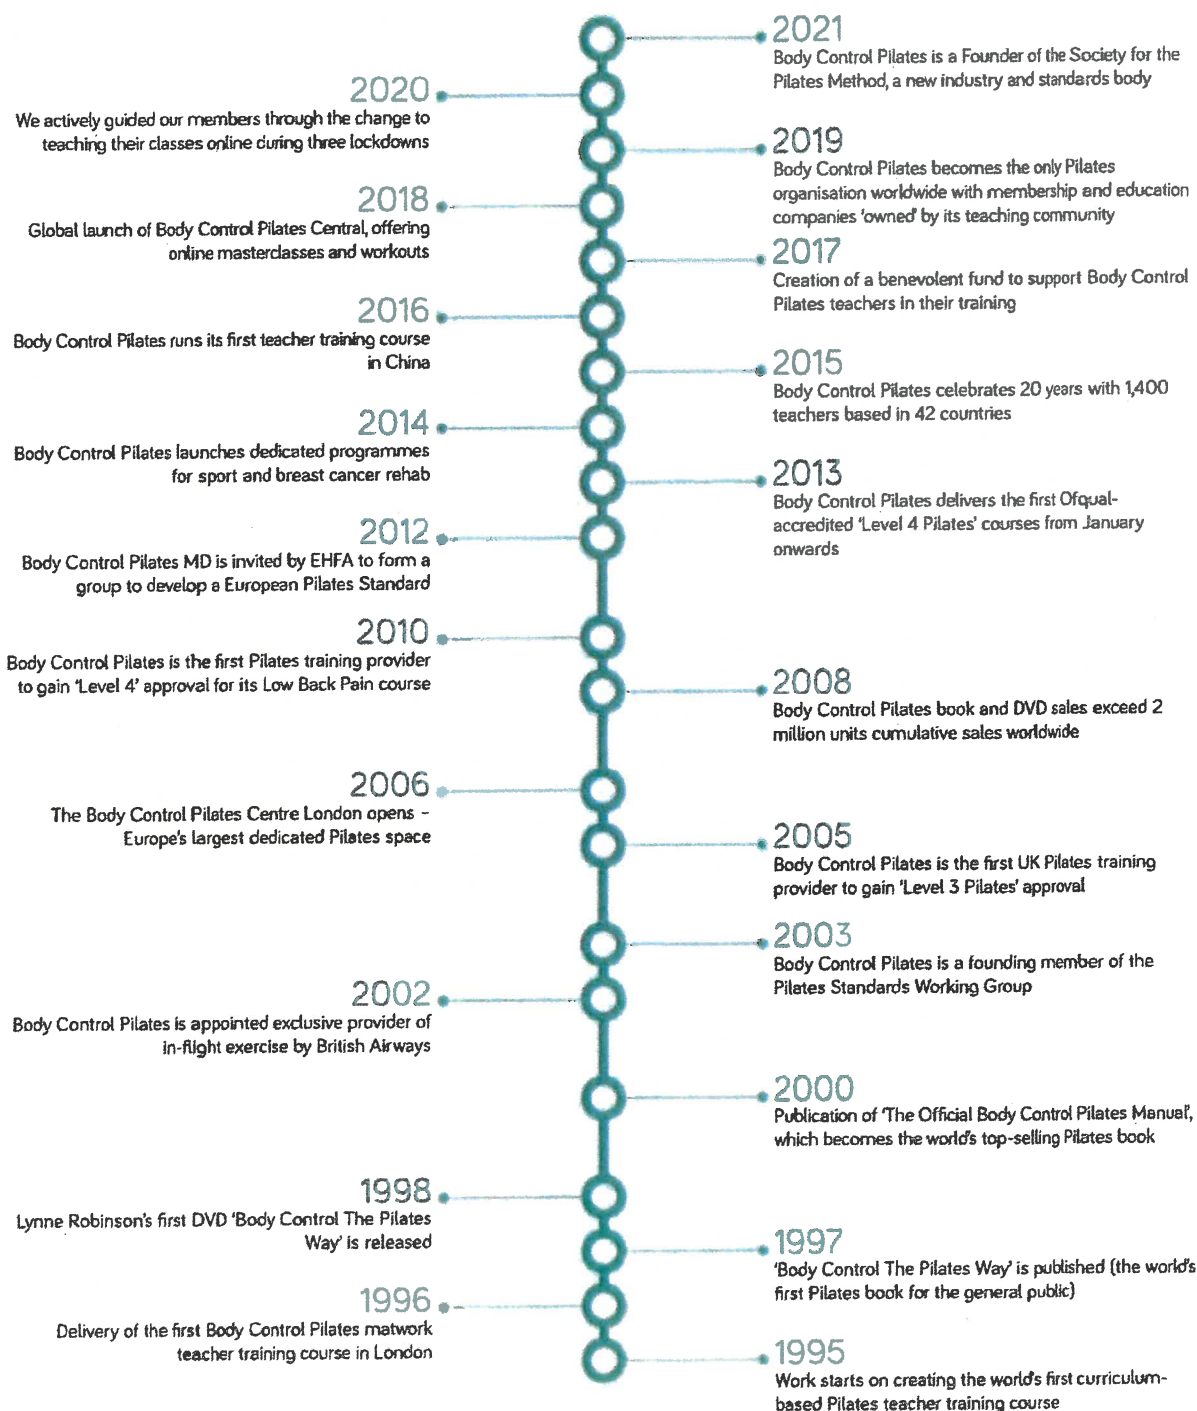 2021
Body Control Pilates is a Founder of the Society for the
Pilates Method, a new industry and standards body
2020
We actively guided our members through the change to
teaching their classes online during three lockdowns
2019
Body Control Pilates becomes the only Pilates
organisation worldwide with membership and education
companies 'owned' by its teaching community
2018
Global launch of Body Control Pilates Central, offering
online masterclasses and workouts
2017
Creation of a benevolent fund to support Body Control
Pilates teachers in their training
2016
Body Control Pilates runs its first teacher training course
in China
2015
Body Control Pilates celebrates 20 years with 1,400
teachers based in 42 countries
2014
Body Control Pilates launches dedicated programmes
for sport and breast cancer rehab
2013
Body Control Pilates delivers the first Ofqual-
accredited 'Level 4 Pilates' courses from January
onwards
2012
Body Control Pilates MD is invited by EHFA to form a
group to develop a European Pilates Standard
2010
Body Control Pilates is the first Pilates training provider
to gain 'Level 4' approval for its Low Back Pain course
2008
Body Control Pilates book and DVD sales exceed 2
million units cumulative sales worldwide
2006
The Body Control Pilates Centre London opens –
Europe's largest dedicated Pilates space
2005
Body Control Pilates is the first UK Pilates training
provider to gain 'Level 3 Pilates' approval
2003
Body Control Pilates is a founding member of the
Pilates Standards Working Group
2002
Body Control Pilates is appointed exclusive provider of
in-flight exercise by British Airways
2000
Publication of 'The Official Body Control Pilates Manual',
which becomes the world's top-selling Pilates book
1998
Lynne Robinson's first DVD 'Body Control The Pilates
Way' is released
1997
'Body Control The Pilates Way' is published (the world's
first Pilates book for the general public)
1996
Delivery of the first Body Control Pilates matwork
teacher training course in London
1995
Work starts on creating the world's first curriculum-
based Pilates teacher training course